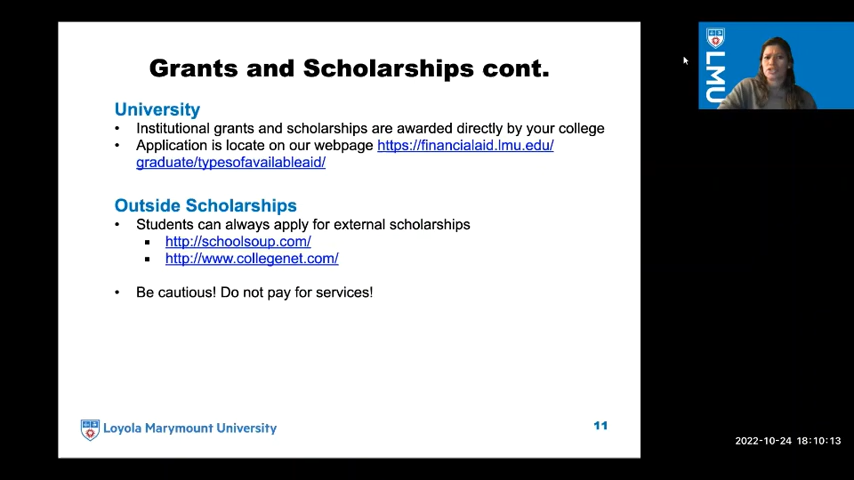 Grants and Scholarships cont.
University
• Institutional grants and scholarships are awarded directly by your college
• Application is locate on our webpage https://financialaid.lmu.edu/
graduate/typesofavailableaid/
Outside Scholarships
• Students can always apply for external scholarships
▪ http://schoolsoup.com/
▪ http://www.collegenet.com/
• Be cautious! Do not pay for services!
Loyola Marymount University
11
LMU
2022-10-24 18:10:13